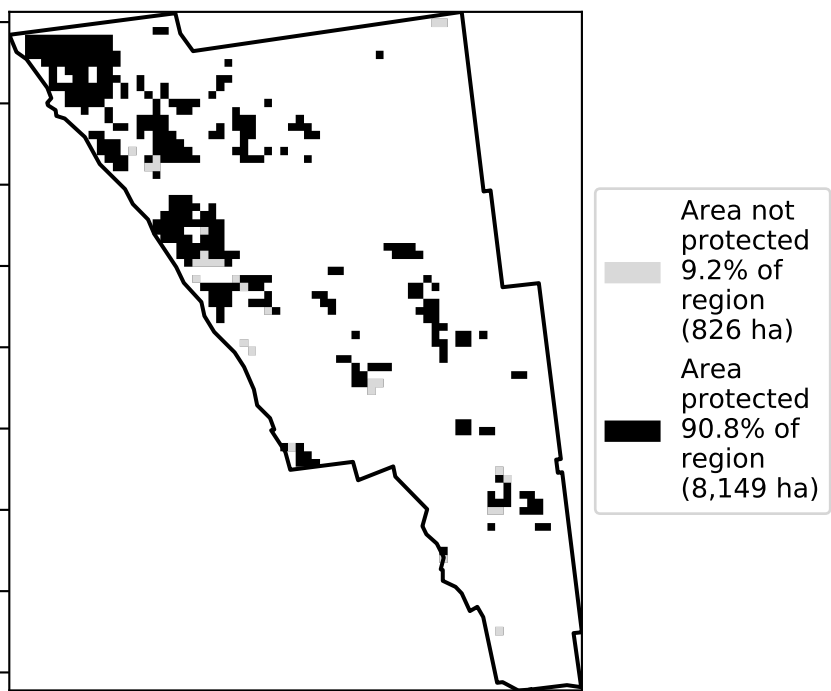 Area not
protected
9.2% of
region
(826 ha)
Area
protected
90.8% of
region
(8,149 ha)